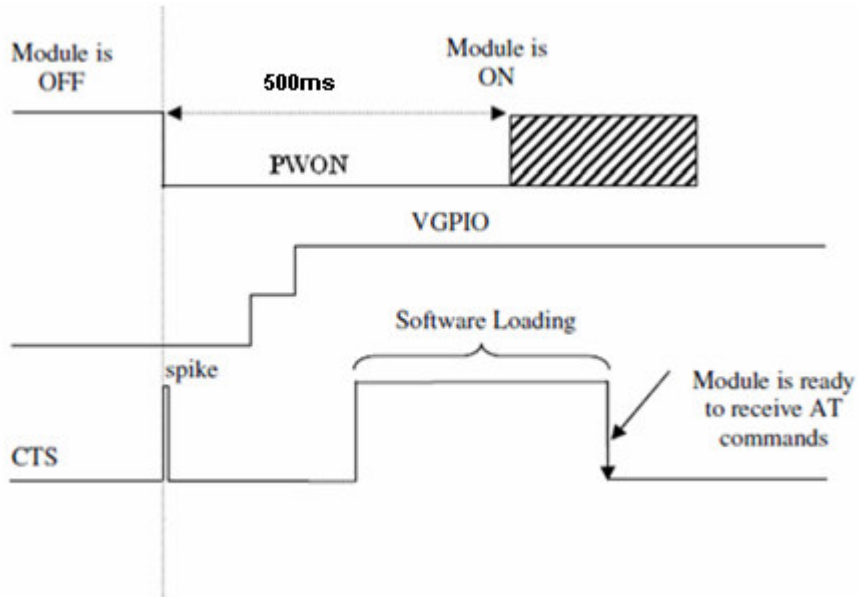 Module is
OFF
500ms
Module is
ON
PWON
VGPIO
Software Loading
spike
Module is ready
to receive AT
commands
CTS